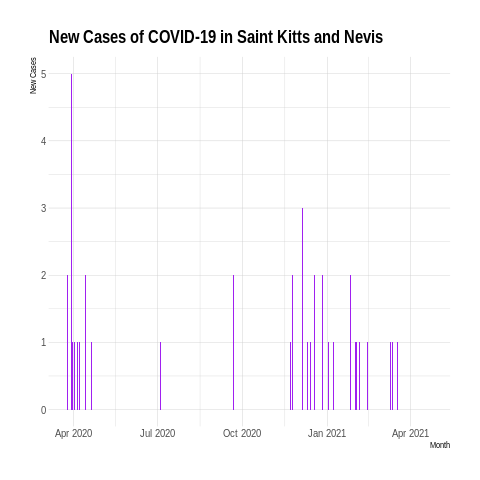 New Cases of COVID-19 in Saint Kitts and Nevis
New Cases
5
4
3
2
1
0
Apr 2020
Jul 2020
Oct 2020
Jan 2021
Apr 2021
Month